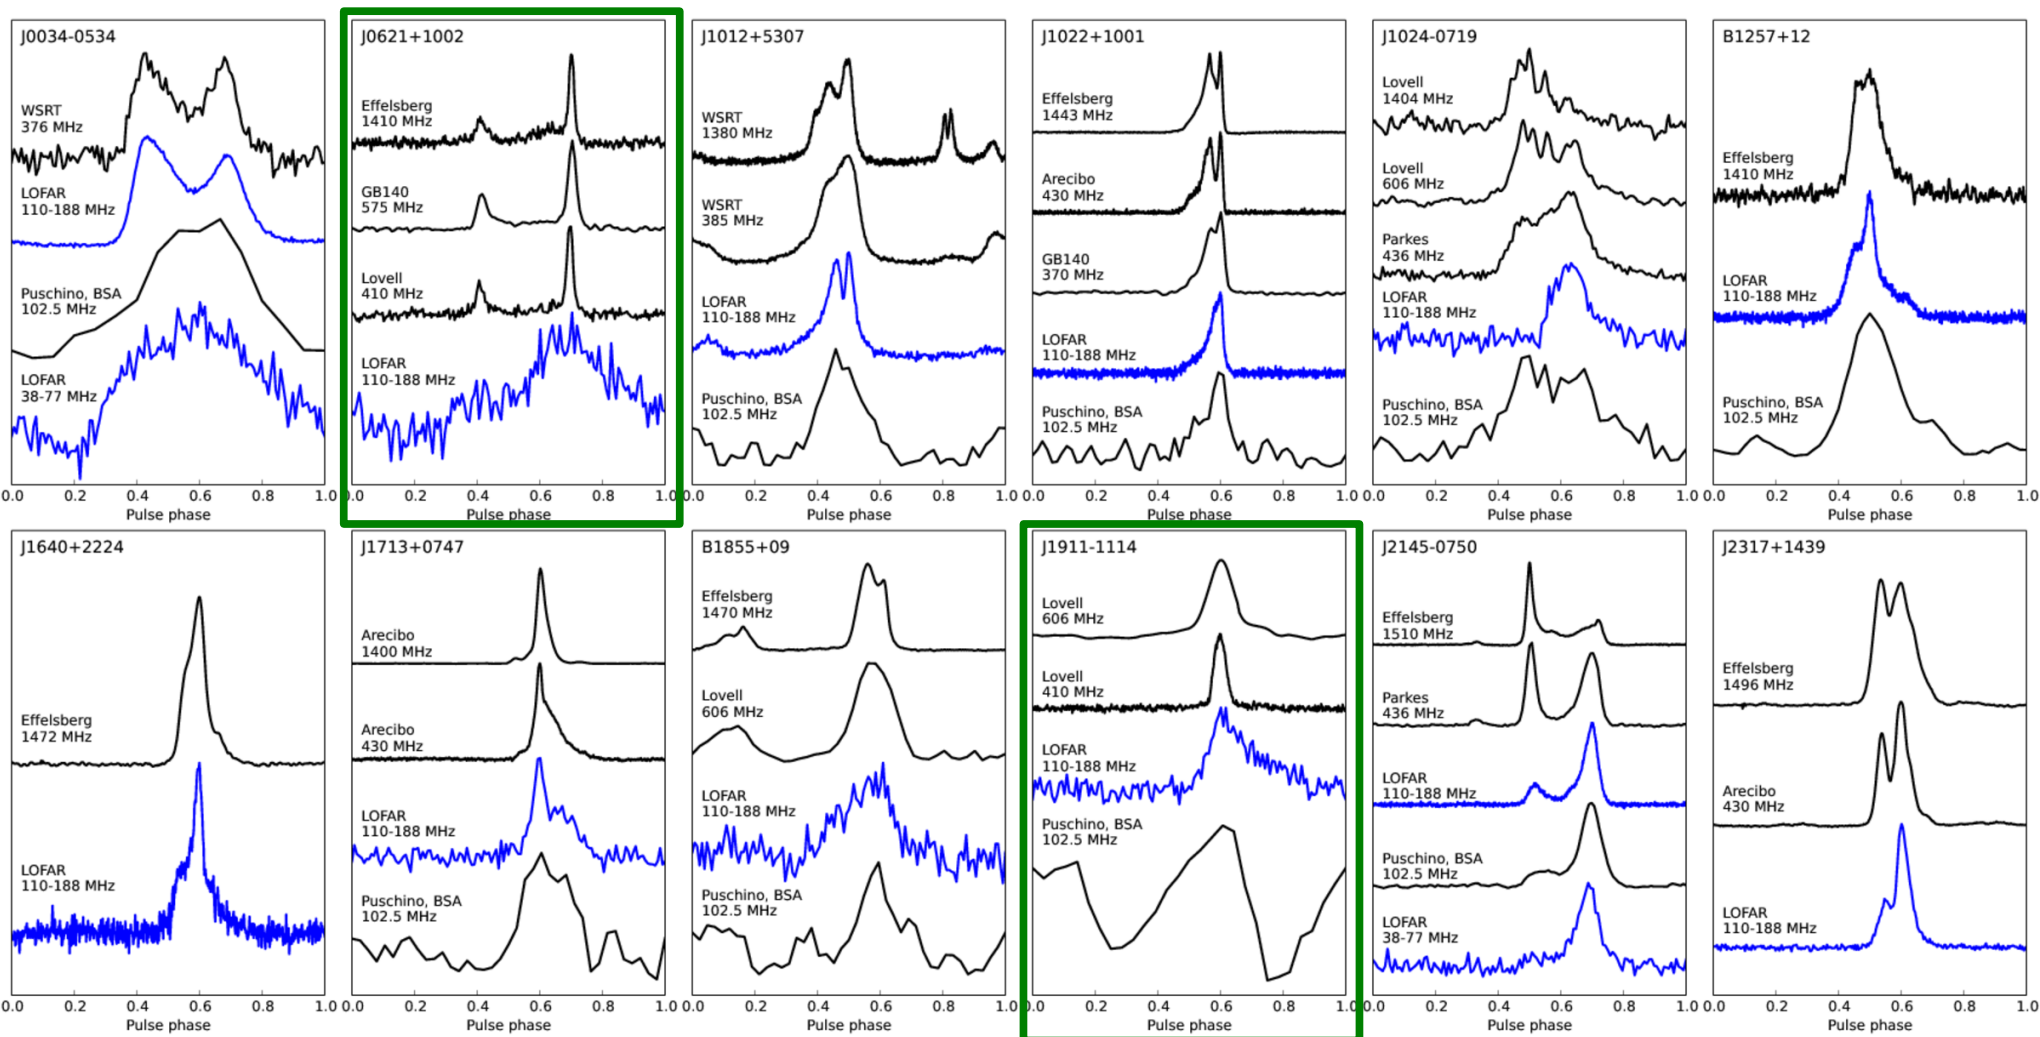 J0034-0534
WSRT
376 MHz
LOFAR
110-188 MHz
Puschino, BSA
102.5 MHz
LOFAR
38-77 MHz
0.0 0.2 0.4 0.6 0.8 1.0
Pulse phase
J0621+1002
Effelsberg
1410 MHz
GB140
575 MHz
Lovell
410 MHz
LOFAR
110-188 MHz
0.0 0.2 0.4 0.6 0.8 1.0
Pulse phase
J1012+5307
WSRT
1380 MHz
WSRT
385 MHz
LOFAR
110-188 MHz
Puschino, BSA
102.5 MHz
0.0 0.2 0.4 0.6 0.8 1.0
Pulse phase
J1022+1001
Effelsberg
1443 MHz
Arecibo
430 MHz
GB140
370 MHz
LOFAR
110-188 MHz
Puschino, BSA
102.5 MHz
0.0 0.2 0.4 0.6 0.8 1.0
Pulse phase
J1024-0719
Lovell
1404 MHz
Lovell
606 MHz
Parkes
436 MHz
LOFAR
110-188 MHz
Puschino, BSA
102.5 MHz
0.0 0.2 0.4 0.6 0.8 1.0
Pulse phase
B1257+12
Effelsberg
1410 MHz
LOFAR
110-188 MHz
Puschino, BSA
102.5 MHz
0.0 0.2 0.4 0.6 0.8 1.0
Pulse phase
J1640+2224
Effelsberg
1472 MHz
LOFAR
110-188 MHz
0.0 0.2 0.4 0.6 0.8 1.0
Pulse phase
J1713+0747
Arecibo
1400 MHz
Arecibo
430 MHz
LOFAR
110-188 MHz
Puschino, BSA
102.5 MHz
0.0 0.2 0.4 0.6 0.8 1.0
Pulse phase
B1855+09
Effelsberg
1470 MHz
Lovell
606 MHz
LOFAR
110-188 MHz
Puschino, BSA
102.5 MHz
0.0 0.2 0.4 0.6 0.8 1.0
Pulse phase
J1911-1114
Lovell
606 MHz
Lovell
410 MHz
LOFAR
110-188 MHz
Puschino, BSA
102.5 MHz
0.0 0.2 0.4 0.6 0.8 1.0
Pulse phase
J2145-0750
Effelsberg
1510 MHz
Parkes
436 MHz
LOFAR
110-188 MHz
Puschino, BSA
102.5 MHz
LOFAR
38-77 MHz
0.0 0.2 0.4 0.6 0.8 1.0
Pulse phase
J2317+1439
Effelsberg
1496 MHz
Arecibo
430 MHz
LOFAR
110-188 MHz
0.0 0.2 0.4 0.6 0.8 1.0
Pulse phase